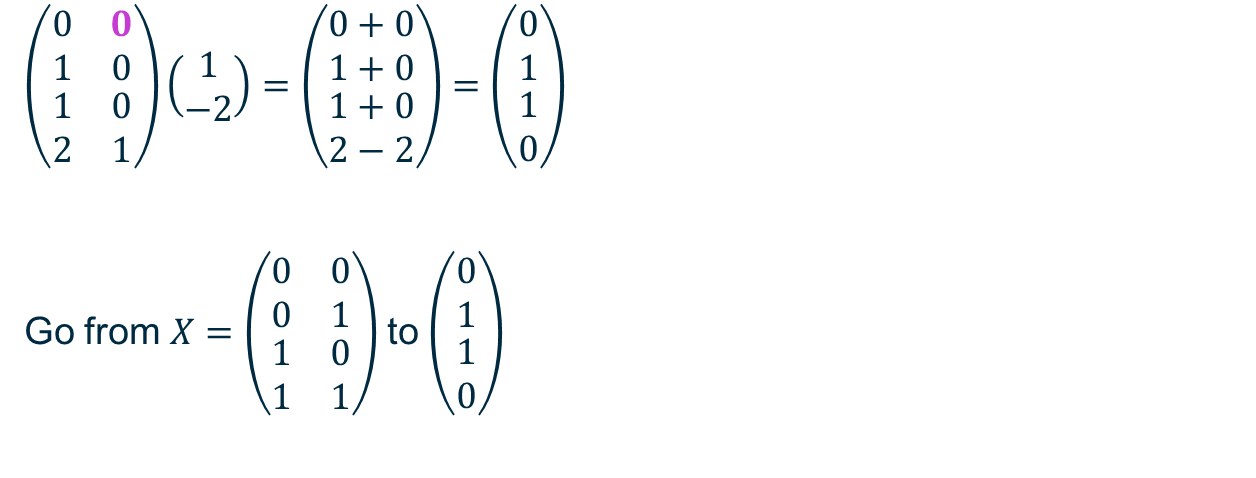 (0 0
1 0
1 0
2 1) (1
−2) = (0 + 0
1 + 0
1 + 0
2 − 2) = (0
1
1
0)
Go from X = (0 0
0 1
1 0
1 1) to (0
1
1
0)